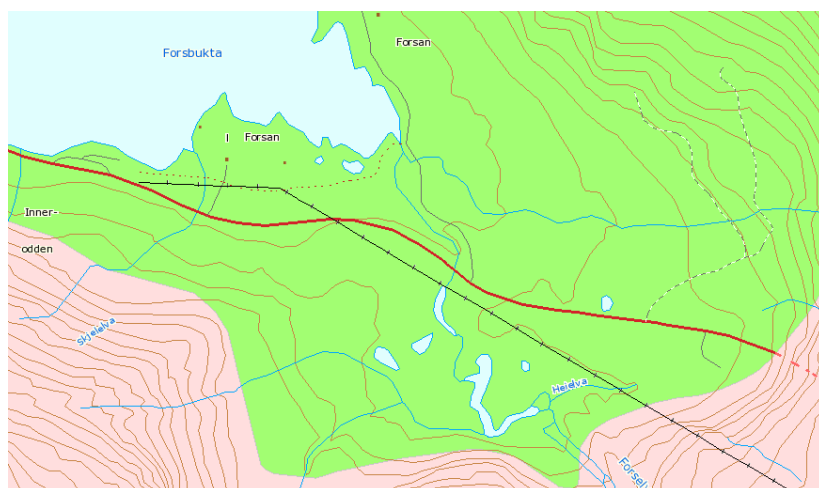 Forsan
Forsbukta
Forsan
Inner-
odden
Skjelelva
Heielva